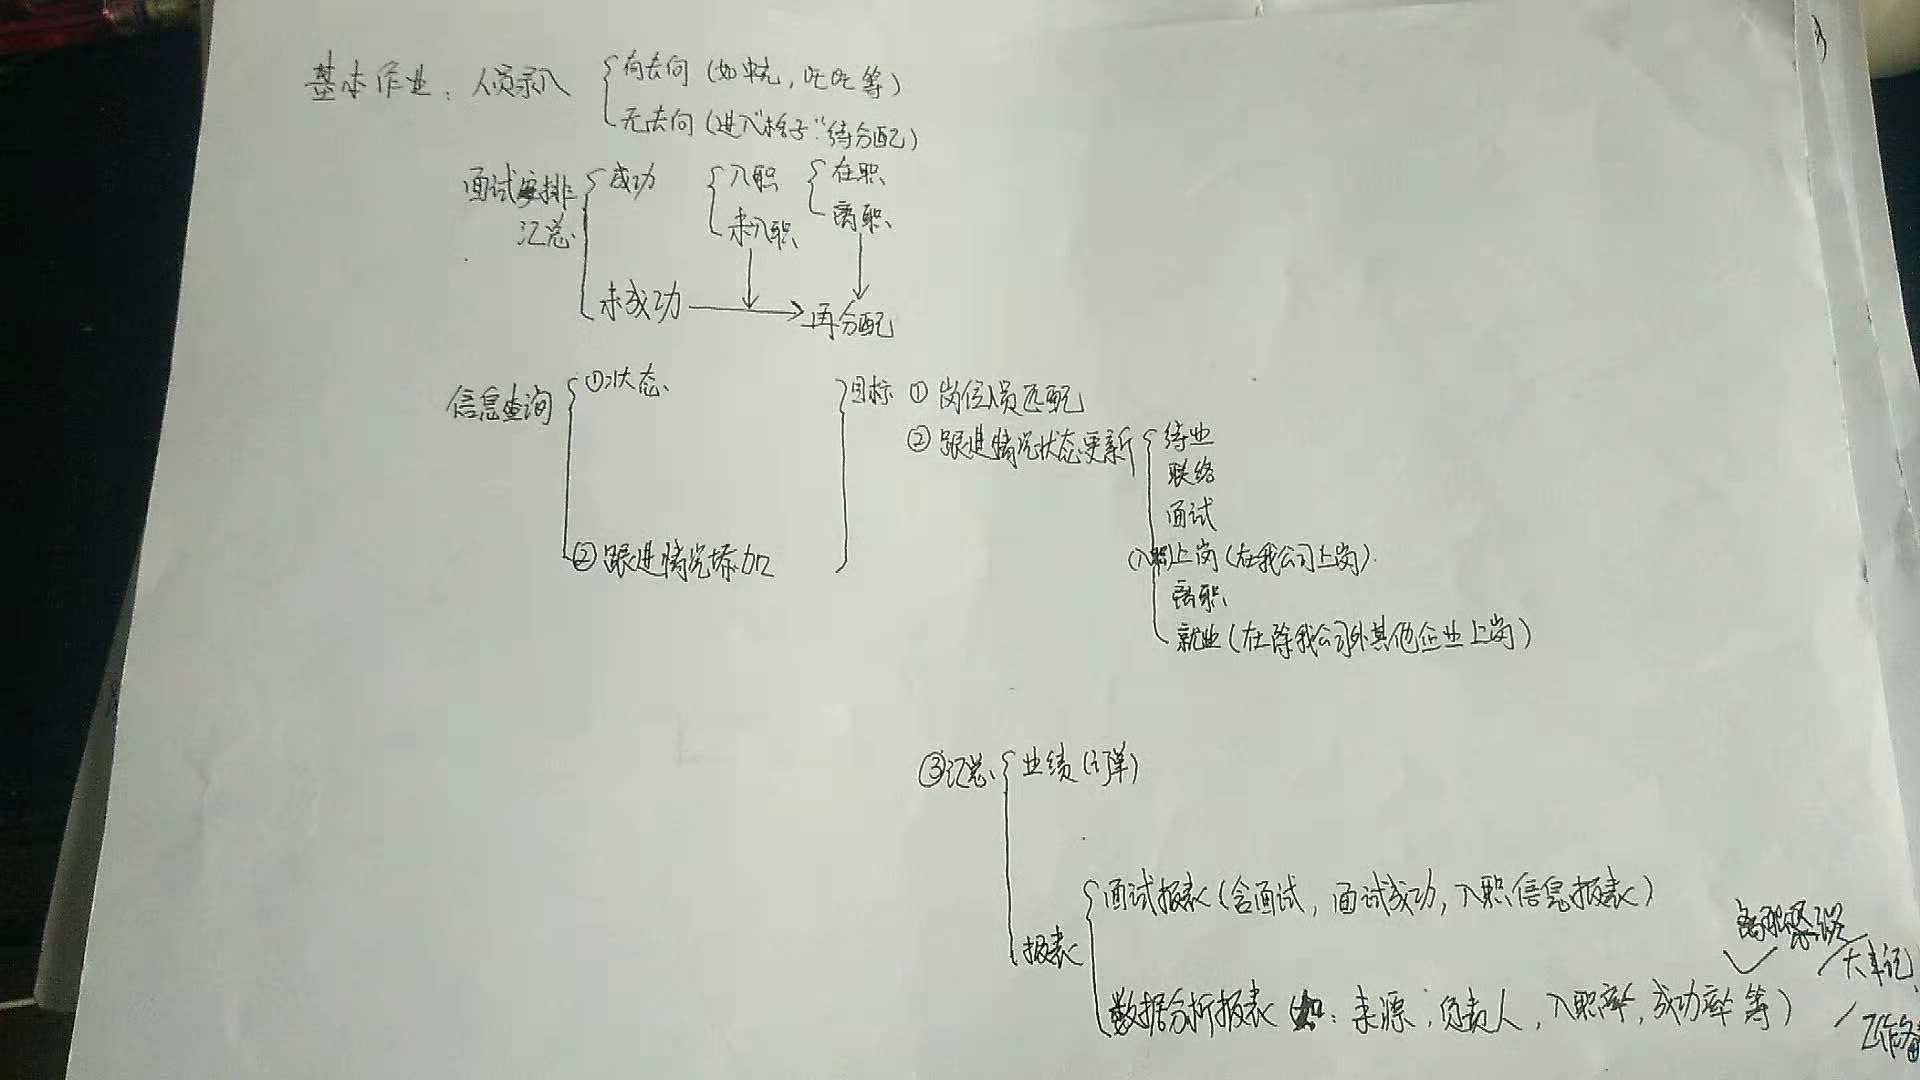 基本作业：人员录入
有去向（如中尤，吃吃等）
无去向（进入“格子”待分配）
面试安排
汇总
成功
入职
未入职
在职
离职
未成功
再分配
信息查询
①状态
②跟进情况添加
目标
①岗位人员匹配
②跟进情况状态更新
待业
联络
面试
（入职）上岗（在我公司上岗）
离职
就业（在除我公司外其他企业上岗）
③汇总
业绩
报表
面试报表（含面试，面试成功，入职信息报表）
数据分析报表（如：来源，负责人，入职率，成功率等）
大事记